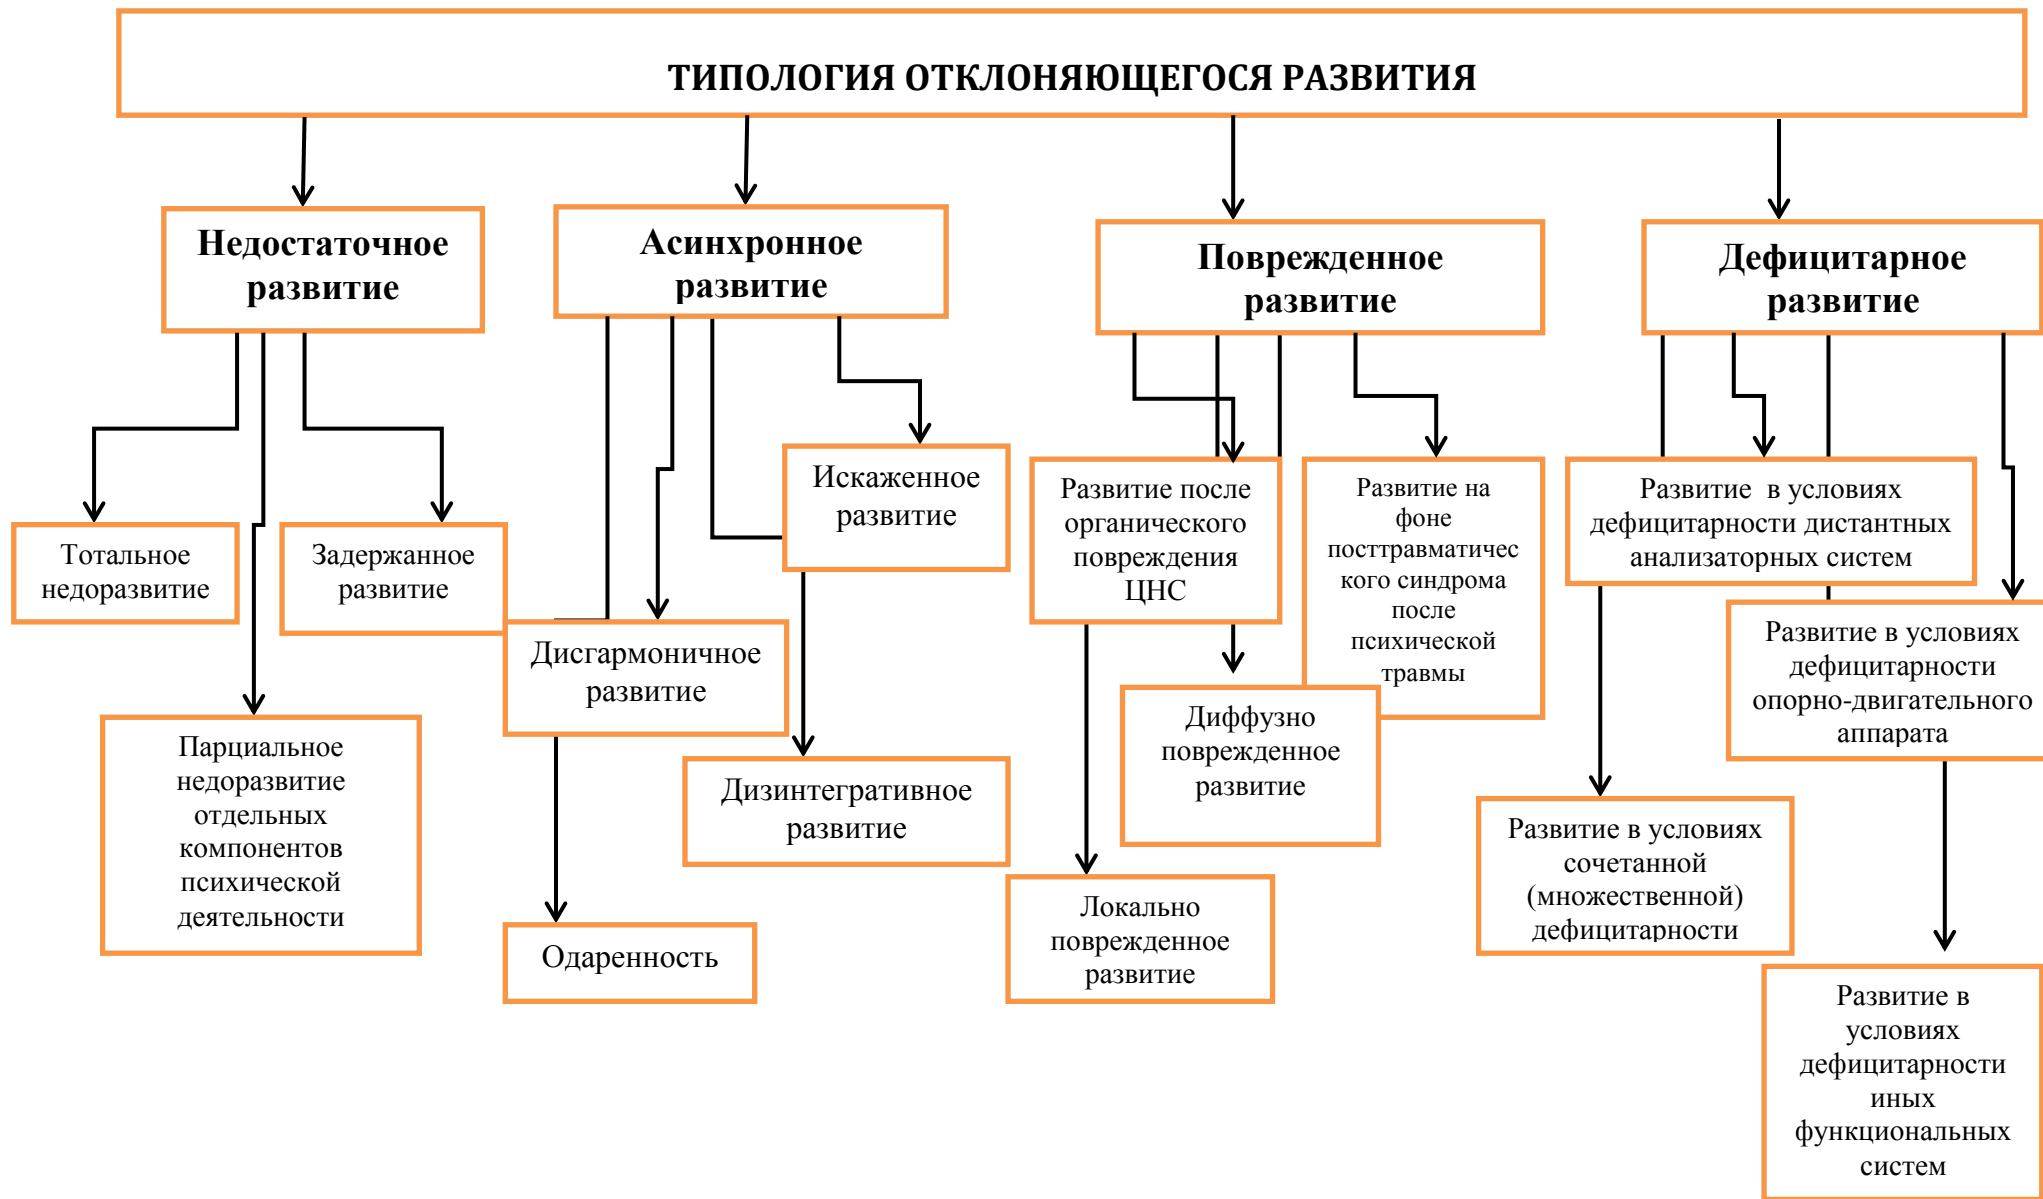 ТИПОЛОГИЯ ОТКЛОНЯЮЩЕГОСЯ РАЗВИТИЯ
Недостаточное
развитие
Асинхронное
развитие
Поврежденное
развитие
Дефицитарное
развитие
Тотальное
недоразвитие
Задержанное
развитие
Парциальное
недоразвитие
отдельных
компонентов
психической
деятельности
Искаженное
развитие
Дисгармоничное
развитие
Дизинтегративное
развитие
Одаренность
Развитие после
органического
повреждения
ЦНС
Развитие на
фоне
посттравматичес
кого синдрома
после
психической
травмы
Диффузно
поврежденное
развитие
Локально
поврежденное
развитие
Развитие в условиях
дефицитарности дистантных
анализаторных систем
Развитие в условиях
дефицитарности
опорно-двигательного
аппарата
Развитие в условиях
сочетанной
(множественной)
дефицитарности
Развитие в
условиях
дефицитарности
иных
функциональных
систем